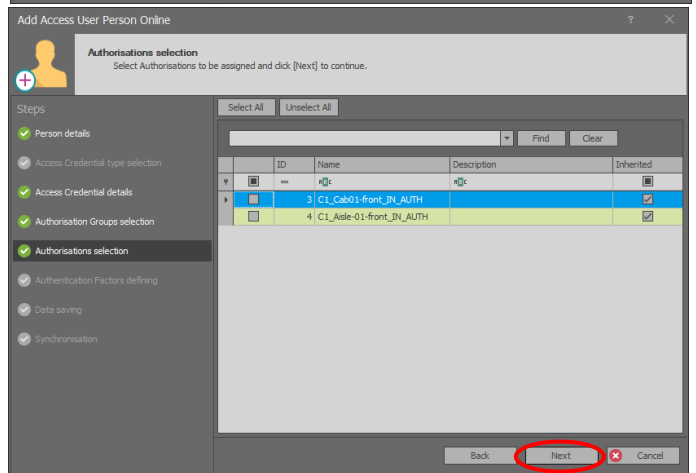 Add Access User Person Online ? ×
Authorisations selection
Select Authorisations to be assigned and click [Next] to continue.
Steps
Person details
Access Credential type selection
Access Credential details
Authorisation Groups selection
Authorisations selection
Authentication Factors defining
Data saving
Synchronisation
Select All Unselect All
Find Clear
ID Name Description Inherited
= ABC ABC
3 C1_Cab01-front_IN_AUTH
4 C1_Aisle-01-front_IN_AUTH
Back Next Cancel